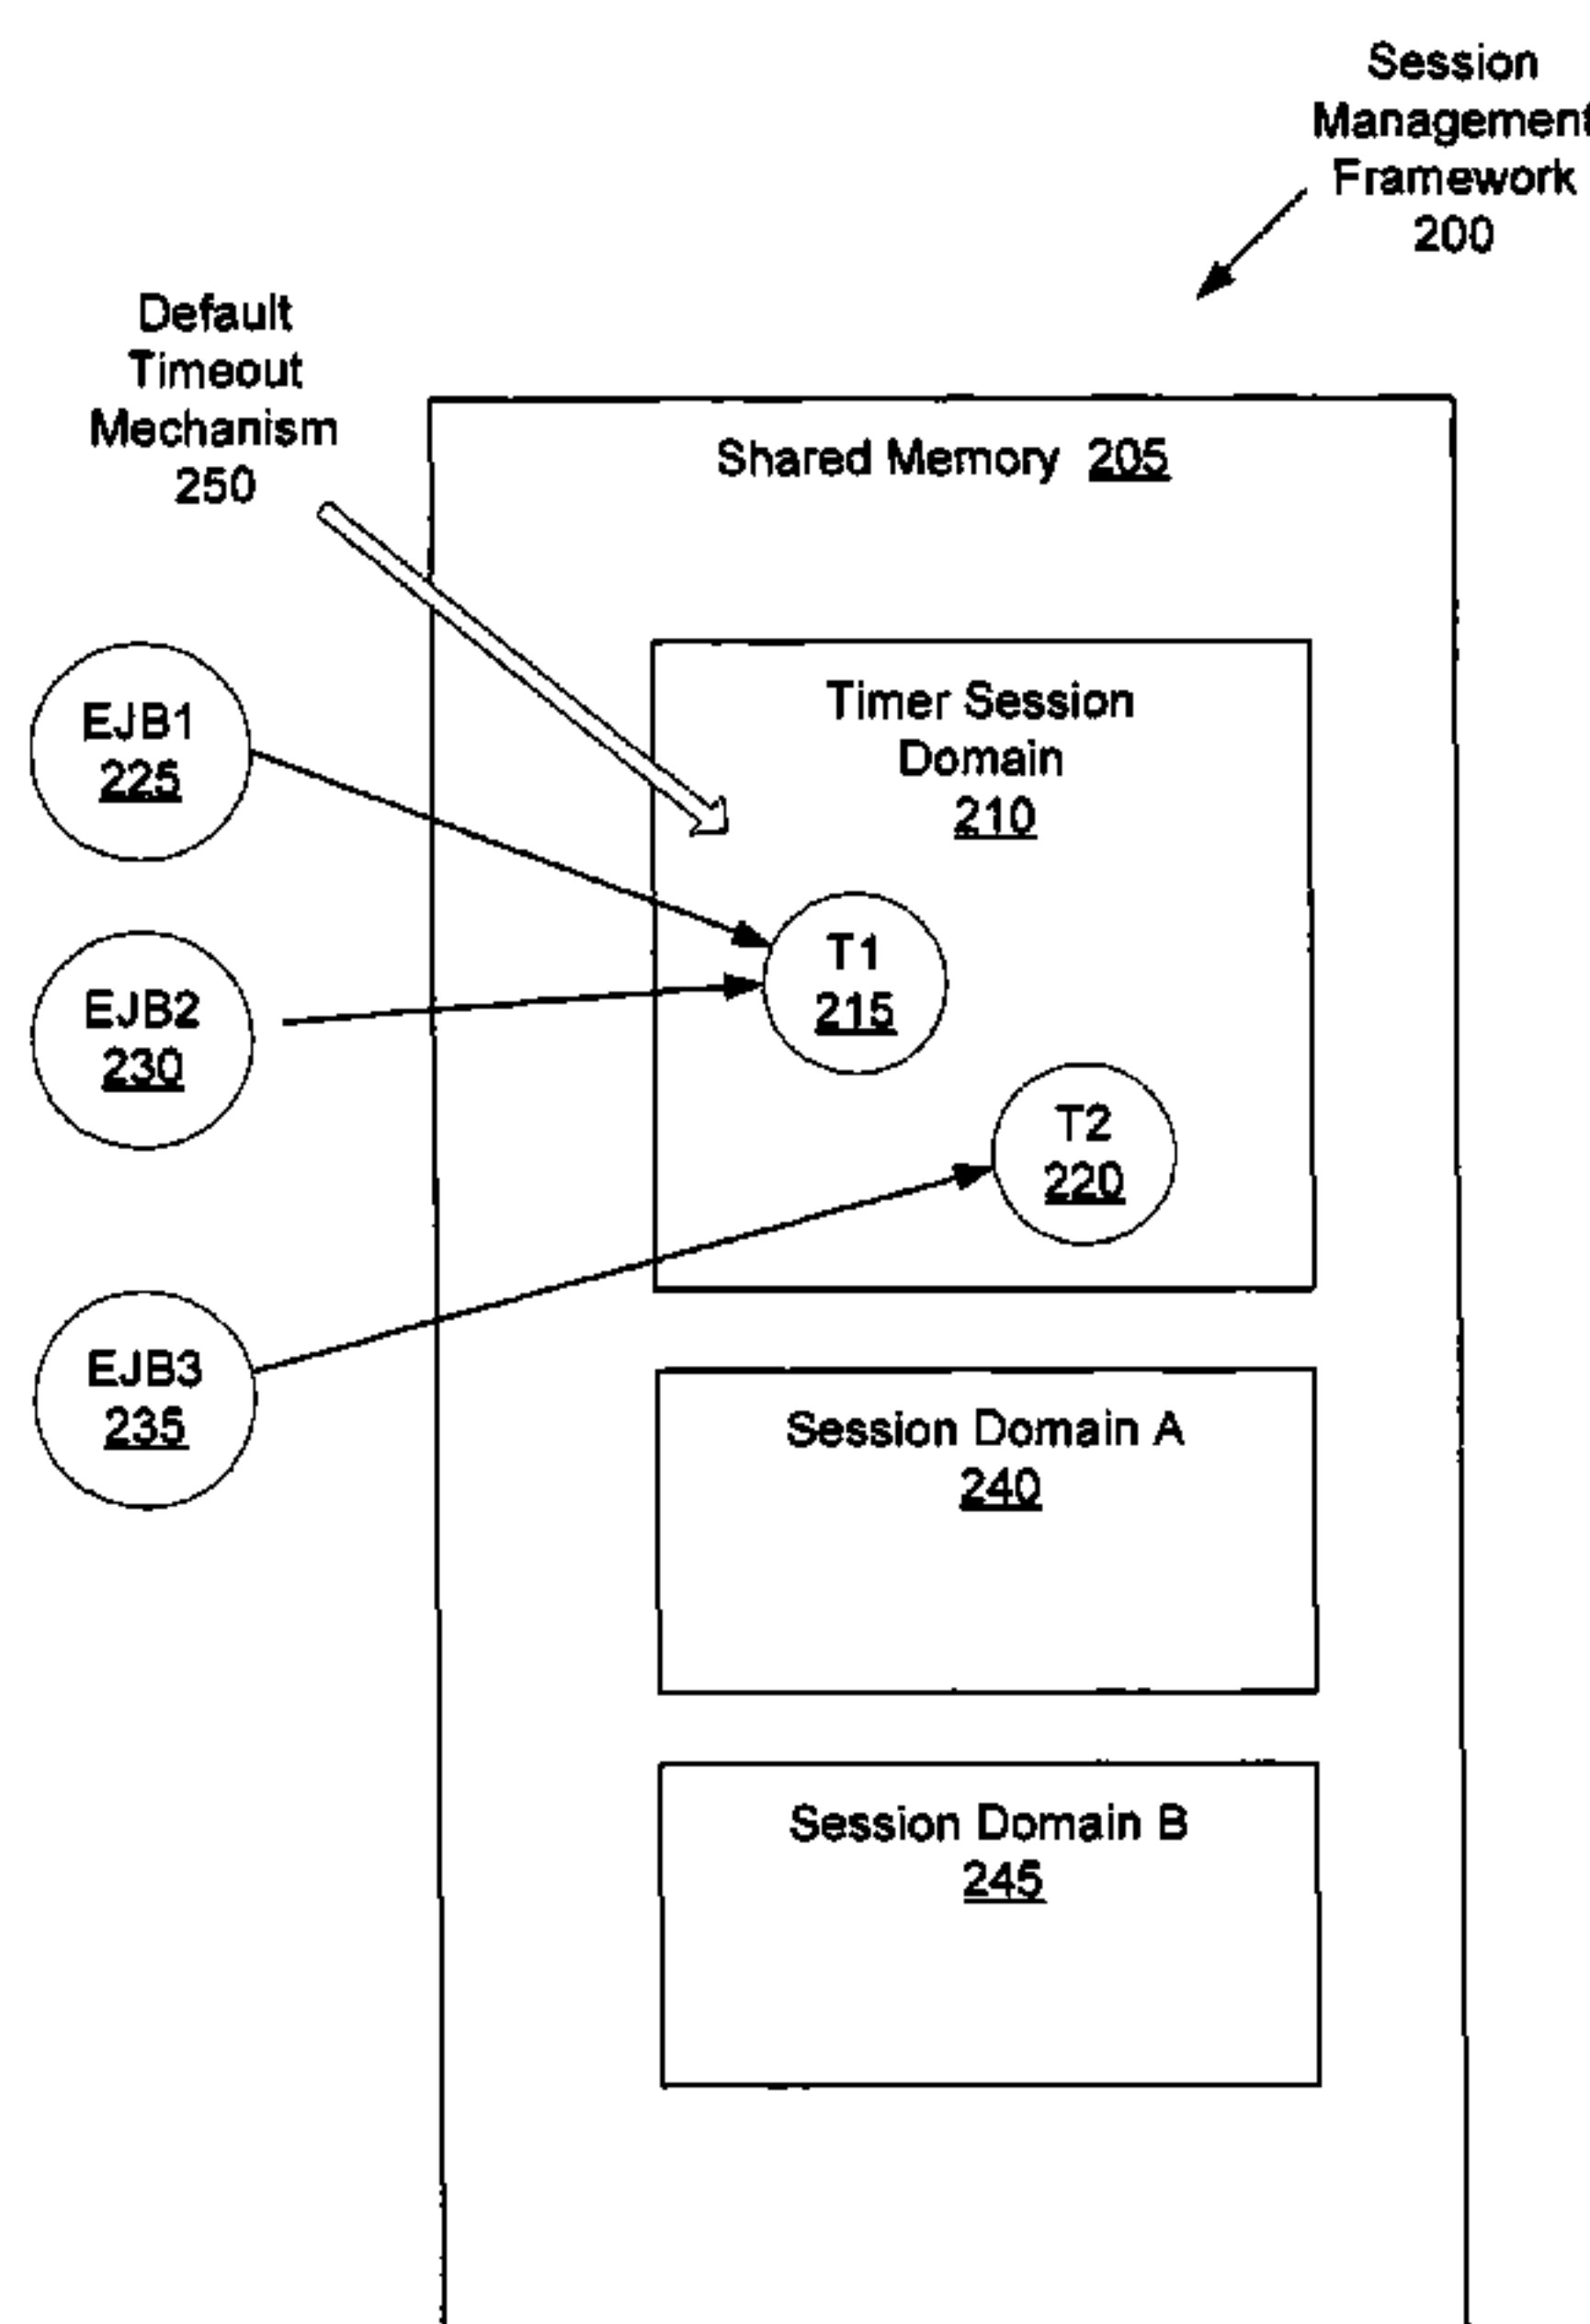 Session
Management
Framework
200
Default
Timeout
Mechanism
250
Shared Memory 205
Timer Session
Domain
210
EJB1
225
T1
215
EJB2
230
T2
220
EJB3
235
Session Domain A
240
Session Domain B
245